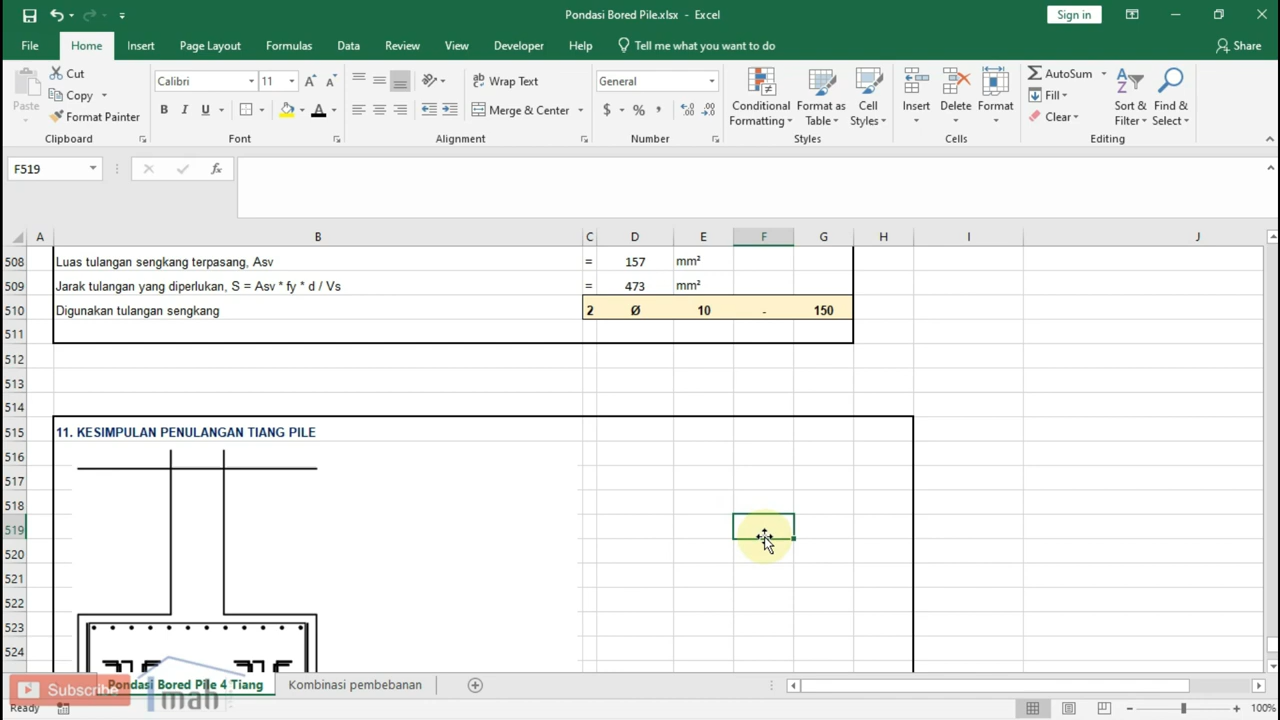 Pondasi Bored Pile.xlsx - Excel
Sign in
File Home Insert Page Layout Formulas Data Review View Developer Help Tell me what you want to do Share
Cut
Copy
Format Painter
Paste
Clipboard
Calibri 11
B I U A
Font
Wrap Text
Merge & Center
Alignment
General
$ % ,
Number
Conditional Formatting
Format as Table
Cell Styles
Styles
Insert Delete Format
Cells
AutoSum
Fill
Clear
Sort & Filter
Find & Select
Editing
F519 fx
A B C D E F G H I J
508 Luas tulangan sengkang terpasang, Asv = 157 mm²
509 Jarak tulangan yang diperlukan, S = Asv * fy * d / Vs = 473 mm²
510 Digunakan tulangan sengkang 2 Ø 10 - 150
511
512
513
514
515 11. KESIMPULAN PENULANGAN TIANG PILE
516
517
518
519
520
521
522
523
524
Subscribe
Pondasi Bored Pile 4 Tiang Kombinasi pembebanan
Imah
Ready 100%